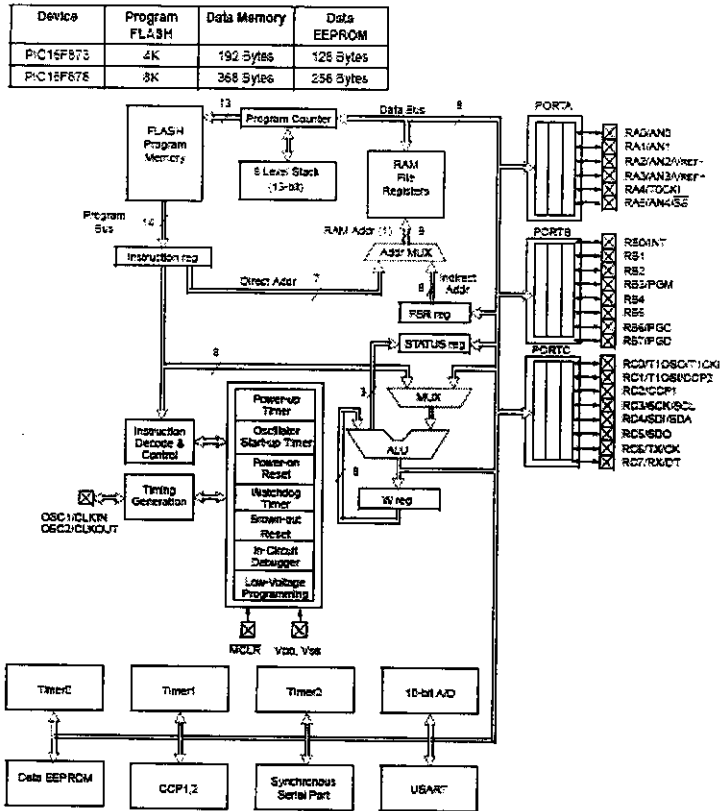 Device Program FLASH Data Memory Data EEPROM
PIC16F873 4K 192 Bytes 128 Bytes
PIC16F876 8K 368 Bytes 256 Bytes
13
Program Counter
Data Bus
8
PORTA
FLASH
Program
Memory
8 Level Stack
(13-bit)
RAM
File
Registers
RA0/AN0
RA1/AN1
RA2/AN2/VREF-
RA3/AN3/VREF+
RA4/T0CKI
RA5/AN4/SS
Program
Bus
14
RAM Addr (1)
9
PORTB
Instruction reg
Addr MUX
Direct Addr
7
8
Indirect
Addr
FSR reg
RB0/INT
RB1
RB2
RB3/PGM
RB4
RB5
RB6/PGC
RB7/PGD
STATUS reg
8
PORTC
3
MUX
RC0/T1OSO/T1CKI
RC1/T1OSI/CCP2
RC2/CCP1
RC3/SCK/SCL
RC4/SDI/SDA
RC5/SDO
RC6/TX/CK
RC7/RX/DT
Power-up
Timer
Instruction
Decode &
Control
Oscillator
Start-up Timer
ALU
Power-on
Reset
8
Timing
Generation
Watchdog
Timer
W reg
OSC1/CLKIN
OSC2/CLKOUT
Brown-out
Reset
In-Circuit
Debugger
Low-Voltage
Programming
MCLR VDD, VSS
Timer0 Timer1 Timer2 10-bit A/D
Data EEPROM CCP1,2 Synchronous
Serial Port USART